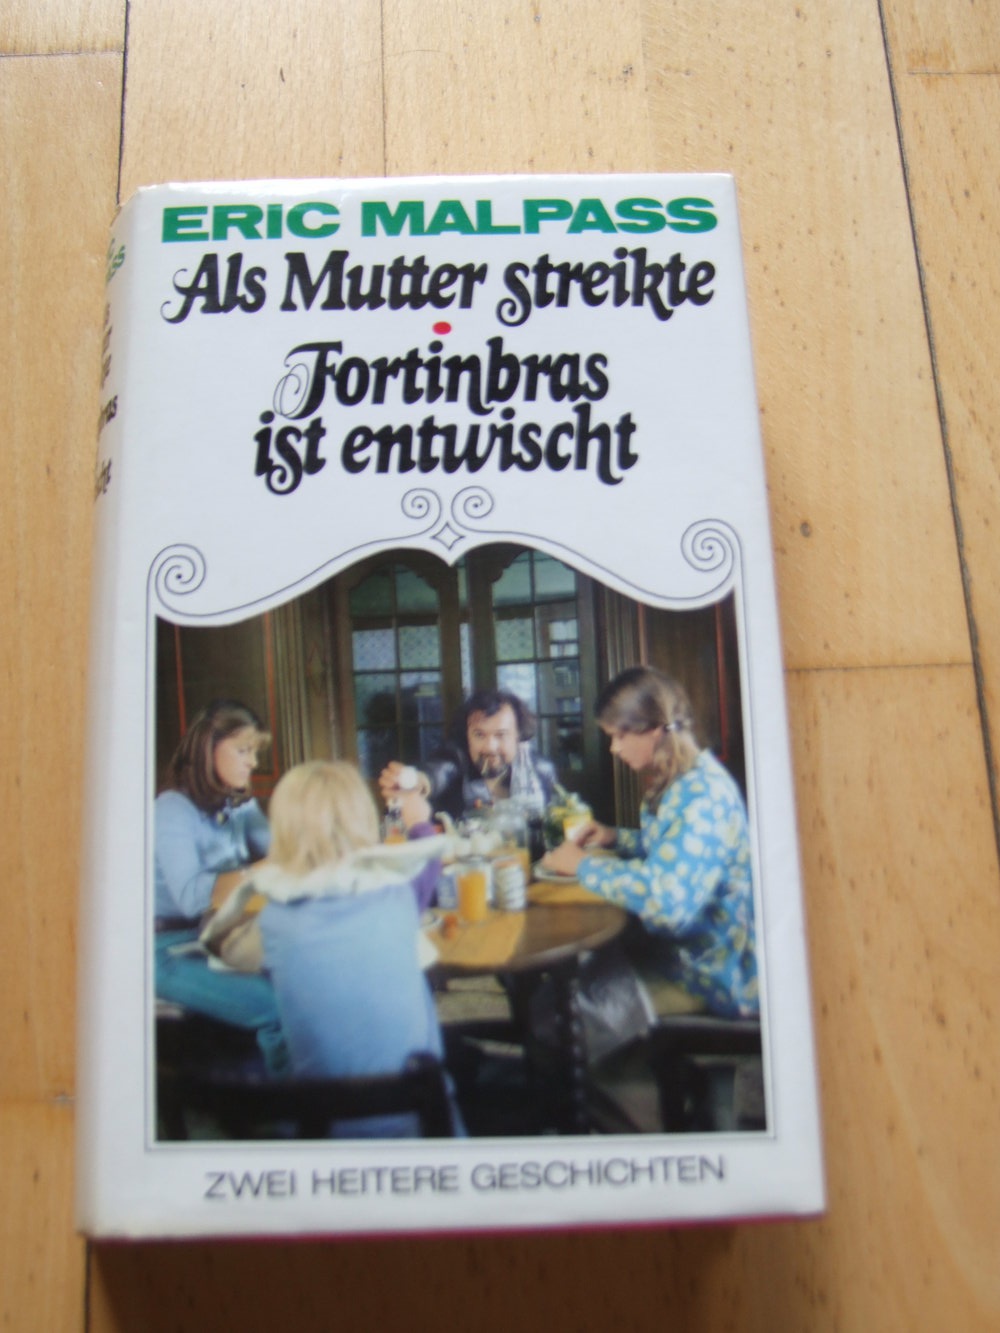 ERIC MALPASS
Als Mutter streikte
Fortinbras
ist entwischt
ZWEI HEITERE GESCHICHTEN